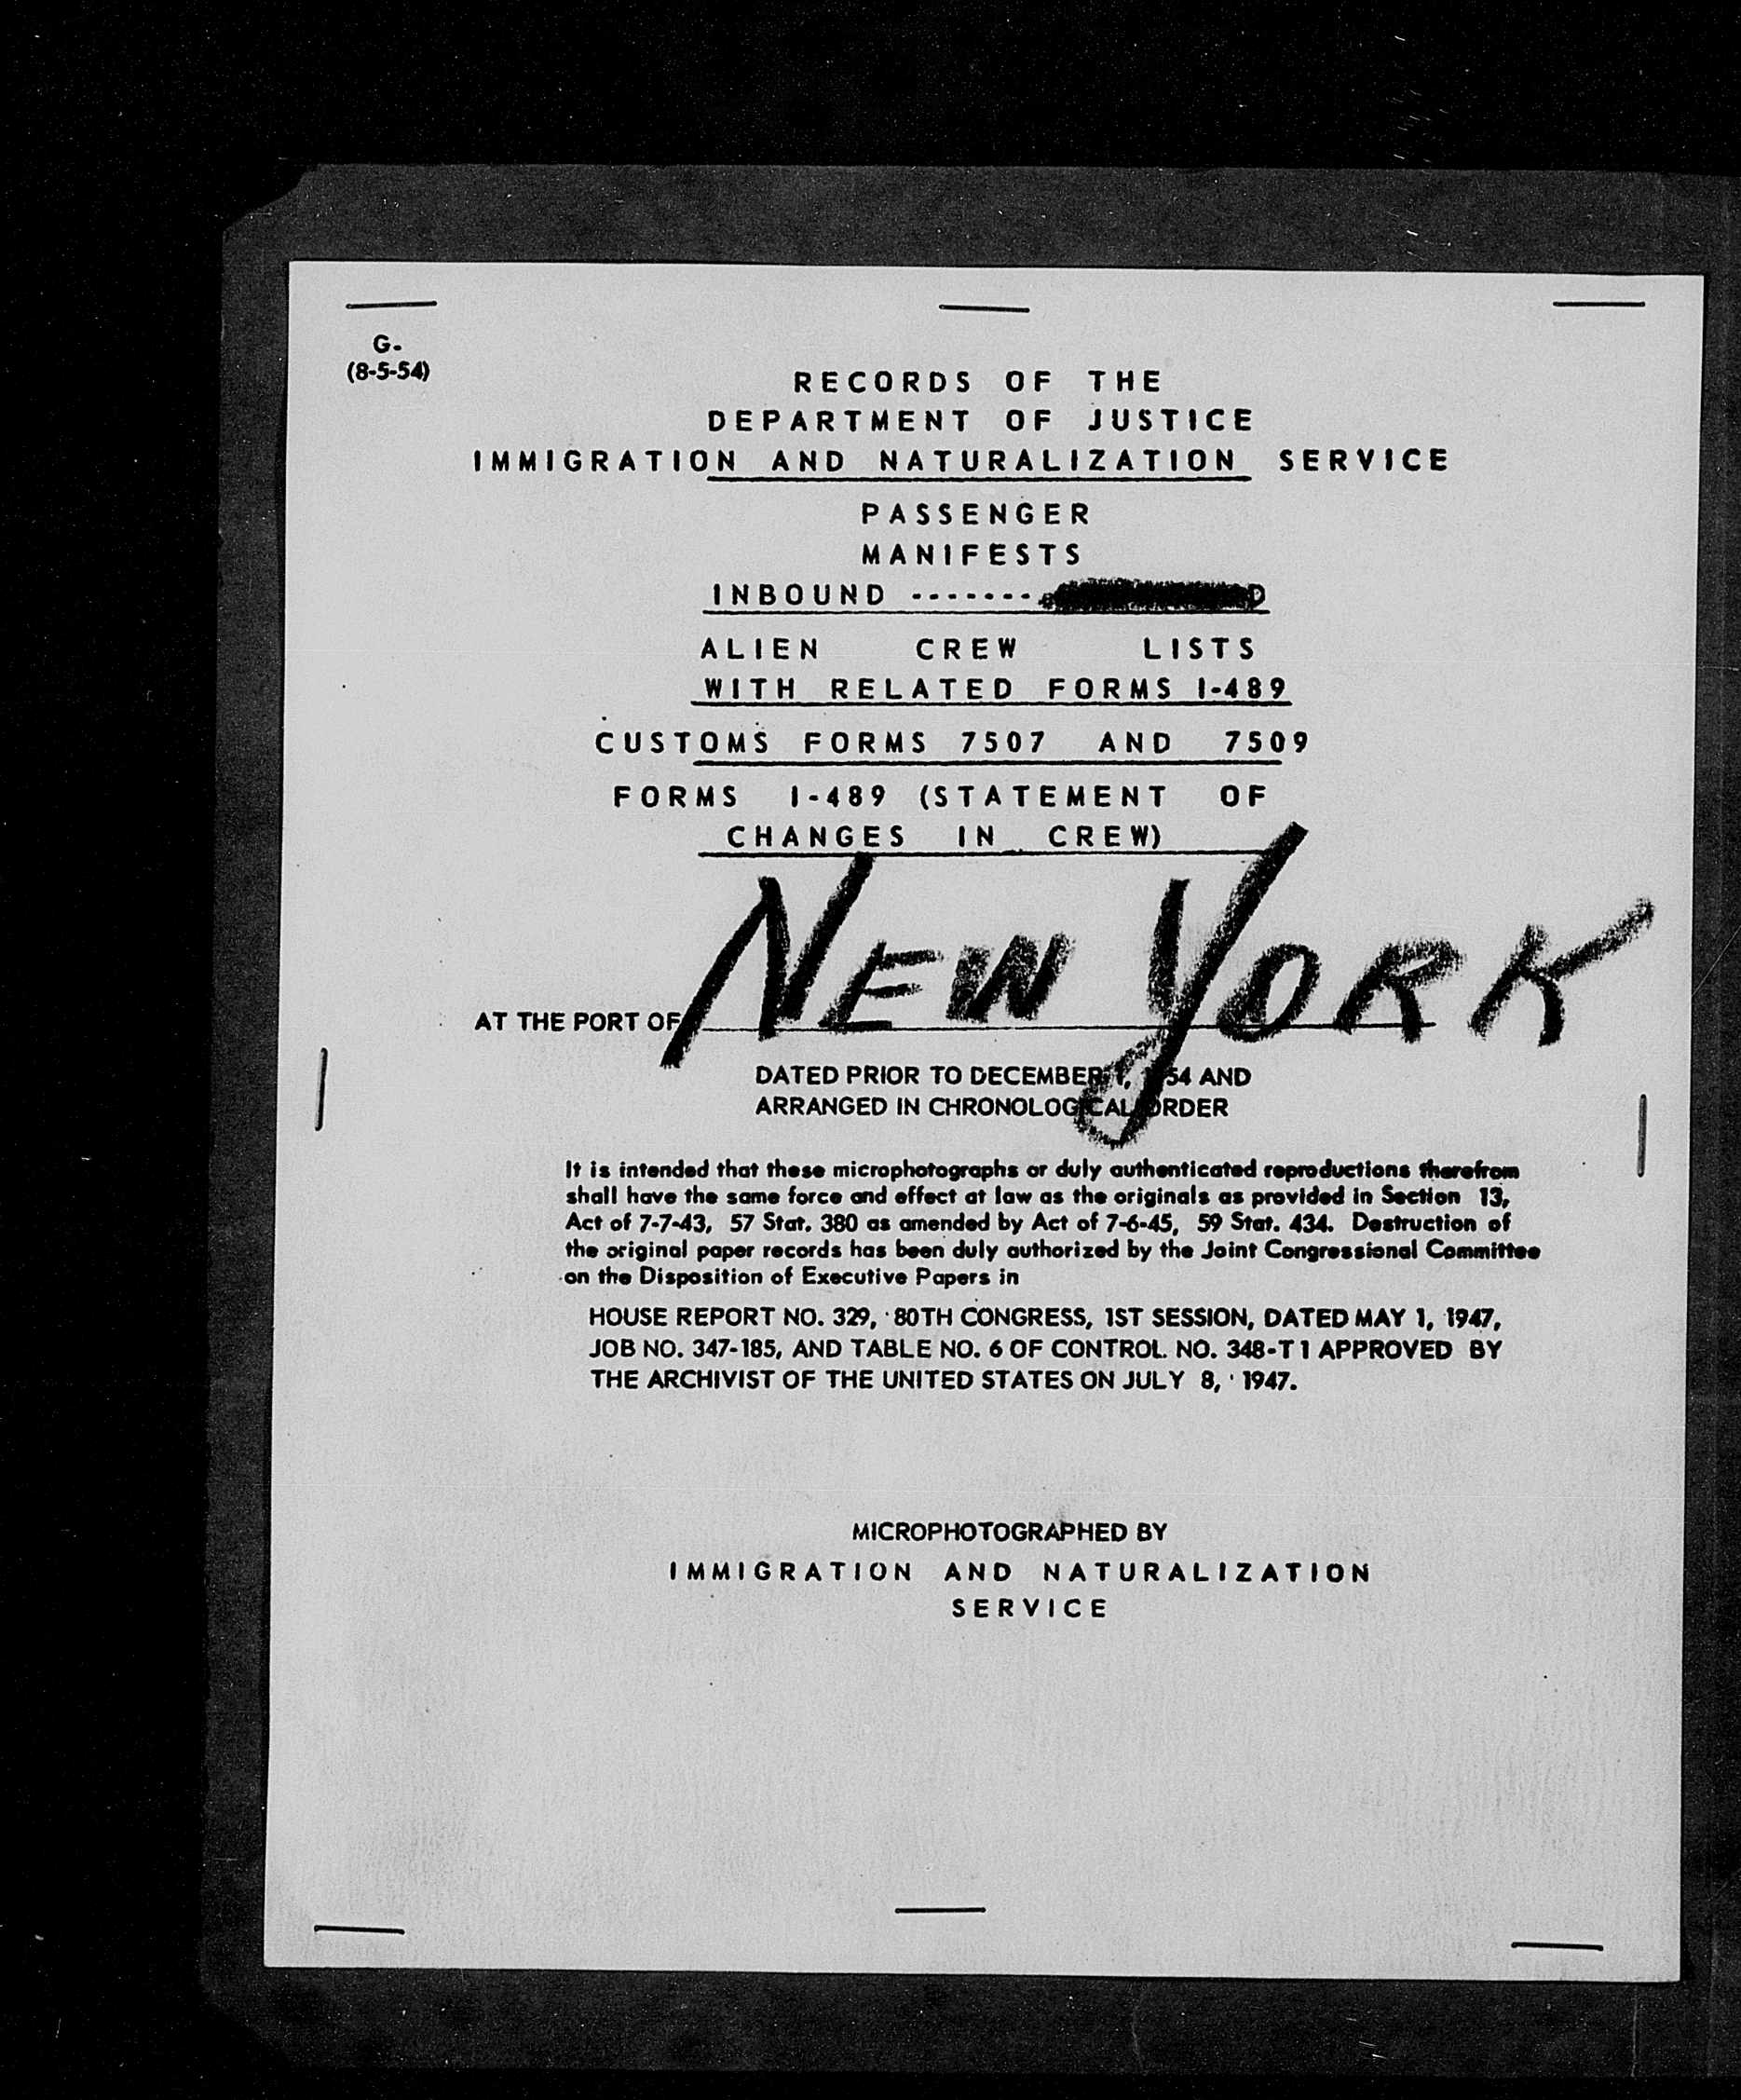 G-
(8-5-54)
RECORDS OF THE
DEPARTMENT OF JUSTICE
IMMIGRATION AND NATURALIZATION SERVICE
PASSENGER
MANIFESTS
INBOUND -------
ALIEN CREW LISTS
WITH RELATED FORMS I-489
CUSTOMS FORMS 7507 AND 7509
FORMS I-489 (STATEMENT OF
CHANGES IN CREW)
AT THE PORT OF NEW YORK
DATED PRIOR TO DECEMBER 1, 1954 AND
ARRANGED IN CHRONOLOGICAL ORDER
It is intended that these microphotographs or duly authenticated reproductions therefrom
shall have the same force and effect at law as the originals as provided in Section 13,
Act of 7-7-43, 57 Stat. 380 as amended by Act of 7-6-45, 59 Stat. 434. Destruction of
the original paper records has been duly authorized by the Joint Congressional Committee
on the Disposition of Executive Papers in
HOUSE REPORT NO. 329, 80TH CONGRESS, 1ST SESSION, DATED MAY 1, 1947,
JOB NO. 347-185, AND TABLE NO. 6 OF CONTROL NO. 348-T1 APPROVED BY
THE ARCHIVIST OF THE UNITED STATES ON JULY 8, 1947.
MICROPHOTOGRAPHED BY
IMMIGRATION AND NATURALIZATION
SERVICE